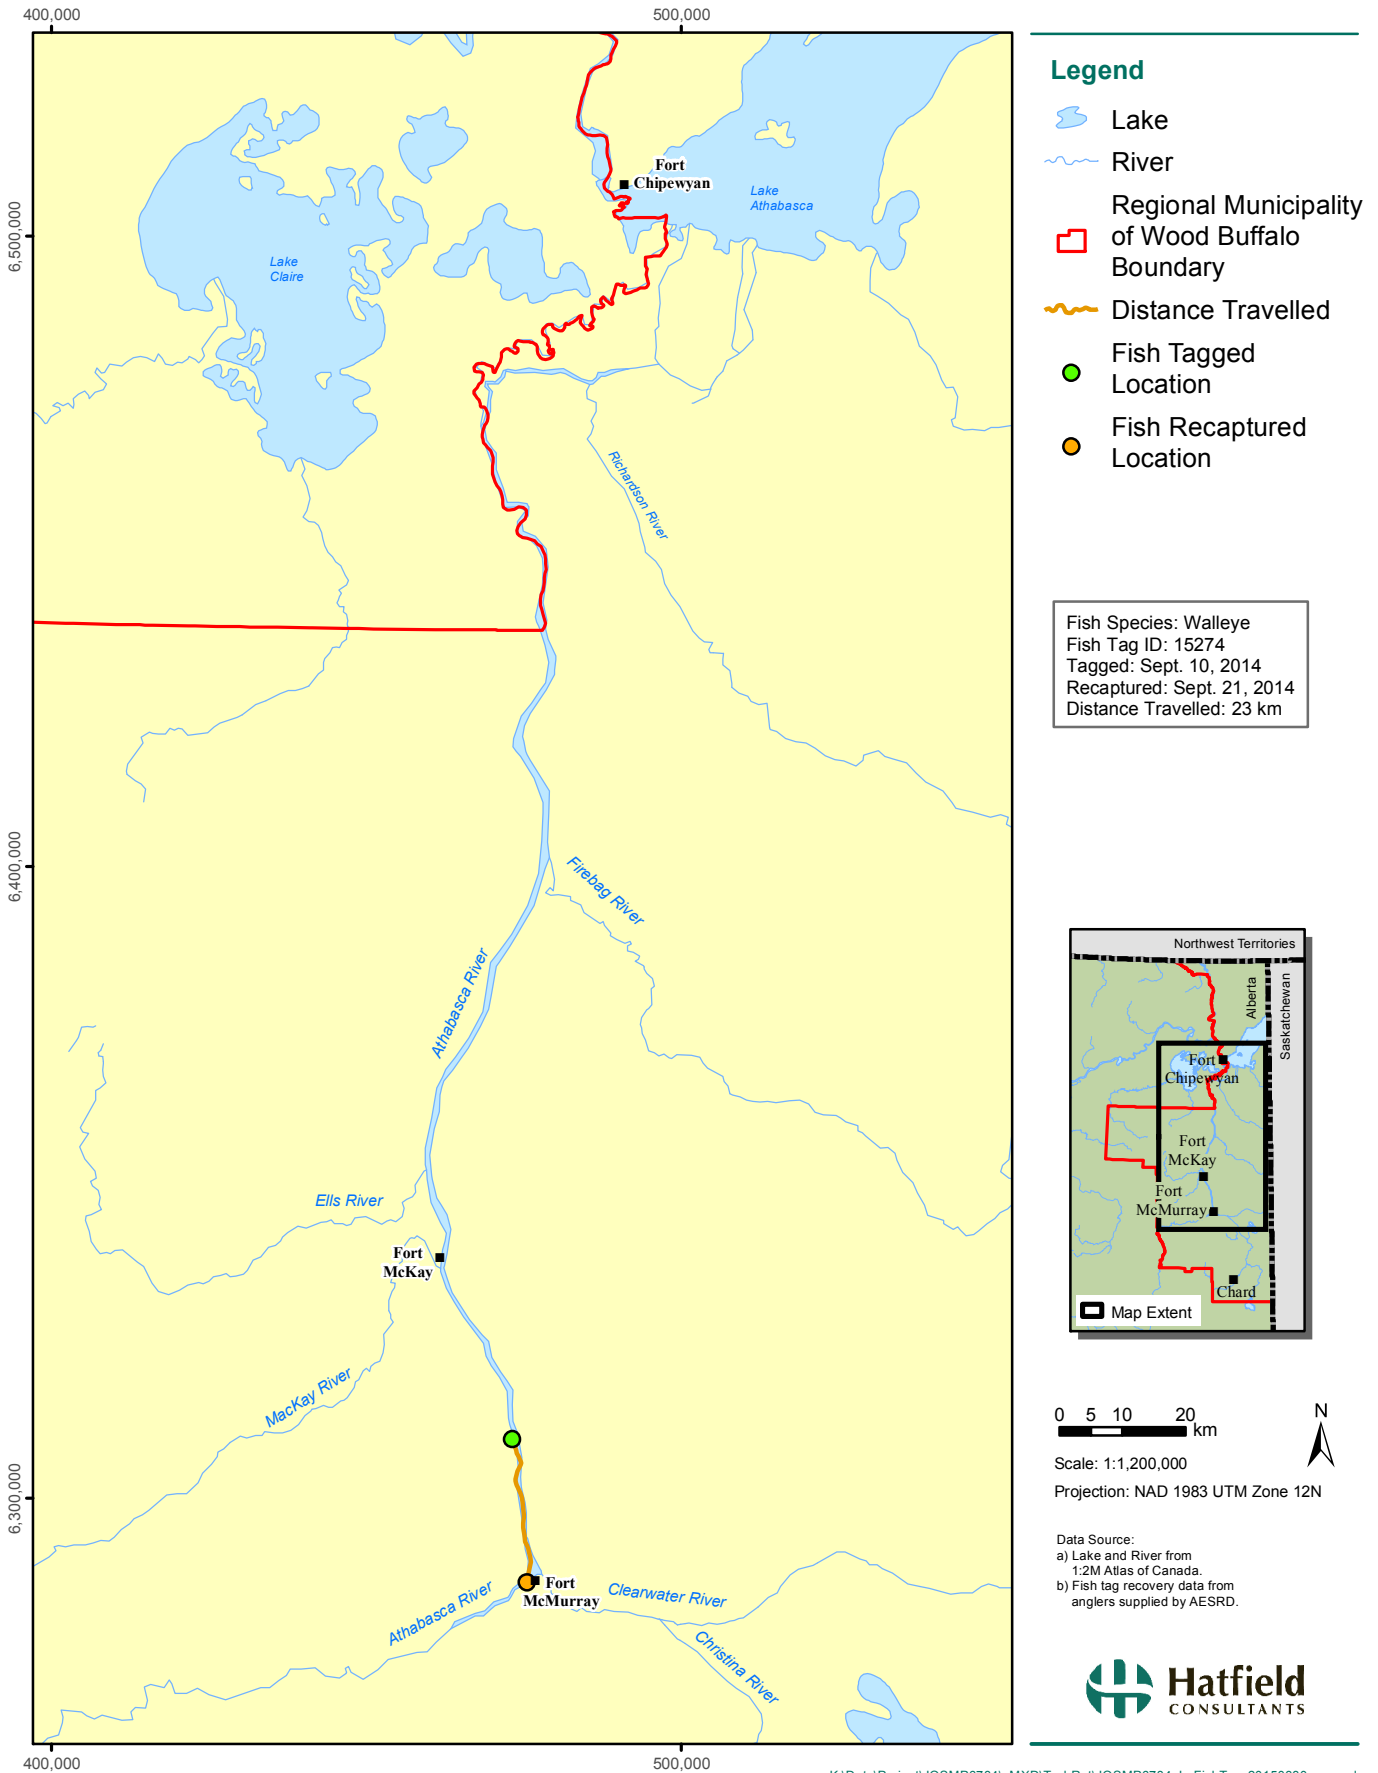 400,000
500,000
6,500,000
6,400,000
6,300,000
400,000
500,000
Fort
Chipewyan
Lake
Athabasca
Lake
Claire
Richardson River
Firebag River
Athabasca River
Ells River
Fort
McKay
MacKay River
Fort
McMurray
Athabasca River
Clearwater River
Christina River
Legend
Lake
River
Regional Municipality
of Wood Buffalo
Boundary
Distance Travelled
Fish Tagged
Location
Fish Recaptured
Location
Fish Species: Walleye
Fish Tag ID: 15274
Tagged: Sept. 10, 2014
Recaptured: Sept. 21, 2014
Distance Travelled: 23 km
Northwest Territories
Alberta
Saskatchewan
Fort
Chipewyan
Fort
McKay
Fort
McMurray
Chard
Map Extent
0 5 10 20
km
N
Scale: 1:1,200,000
Projection: NAD 1983 UTM Zone 12N
Data Source:
a) Lake and River from
1:2M Atlas of Canada.
b) Fish tag recovery data from
anglers supplied by AESRD.
Hatfield
CONSULTANTS